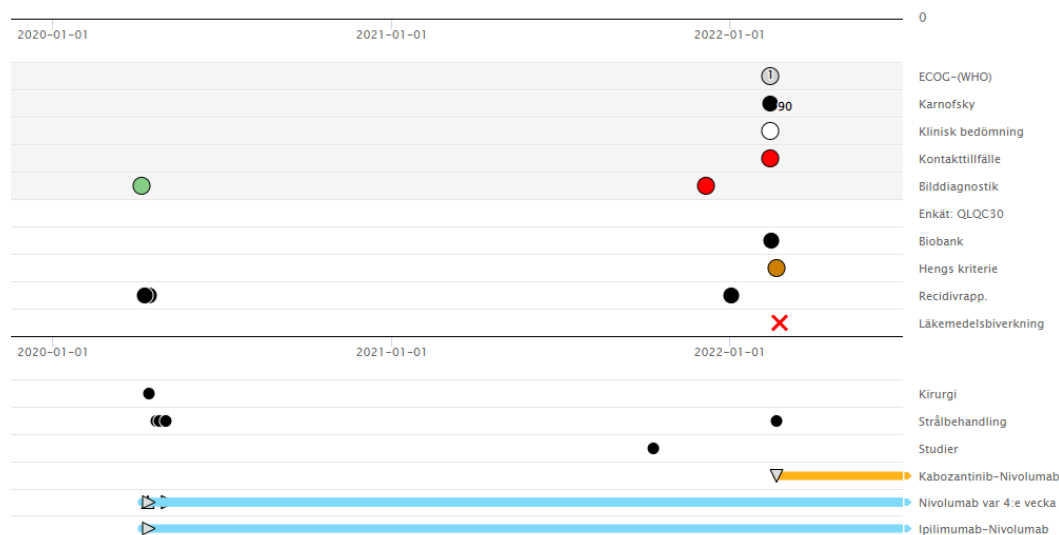 0
2020-01-01 2021-01-01 2022-01-01
1 ECOG-(WHO)
90 Karnofsky
Klinisk bedömning
Kontakttillfälle
Bilddiagnostik
Enkät: QLQC30
Biobank
Hengs kriterie
Recidivrapp.
Läkemedelsbiverkning
2020-01-01 2021-01-01 2022-01-01
Kirurgi
Strålbehandling
Studier
Kabozantinib-Nivolumab
Nivolumab var 4:e vecka
Ipilimumab-Nivolumab